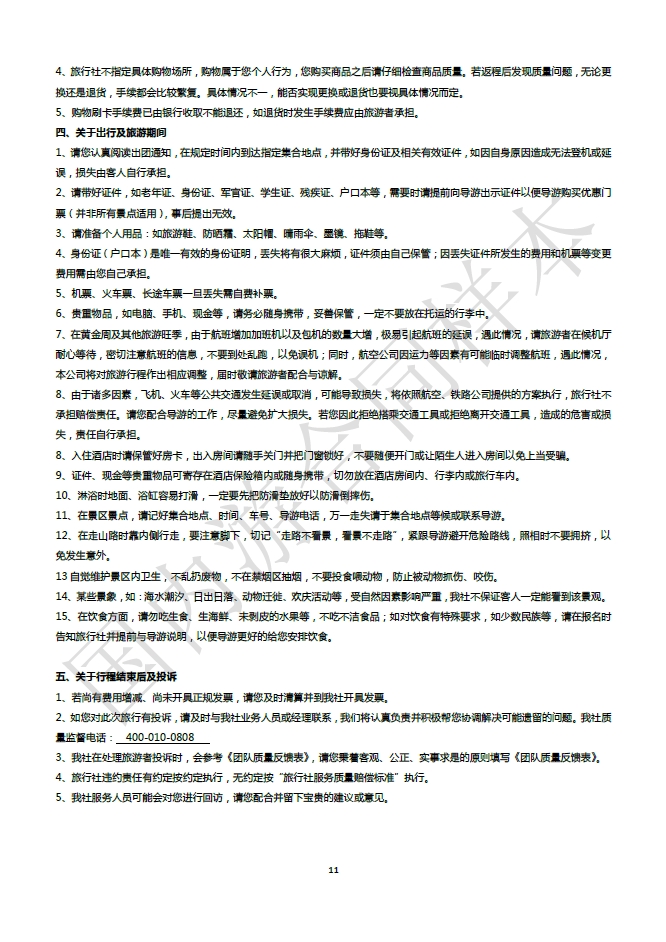 4、旅行社不指定具体购物场所，购物属于您个人行为，您购买商品之后请仔细检查商品质量。若返程后发现质量问题，无论更
换还是退货，手续都会比较繁复。具体情况不一，能否实现更换或退货也要视具体情况而定。
5、购物刷卡手续费已由银行收取不能退还，如退货时发生手续费应由旅游者承担。
四、关于出行及旅游期间
1、请您认真阅读出团通知，在规定时间内到达指定集合地点，并带好身份证及相关有效证件，如因自身原因造成无法登机或延
误，损失由客人自行承担。
2、请带好证件，如老年证、身份证、军官证、学生证、残疾证、户口本等，需要时请提前向导游出示证件以便导游购买优惠门
票（并非所有景点适用），事后提出无效。
3、请准备个人用品：如旅游鞋、防晒霜、太阳帽、晴雨伞、墨镜、拖鞋等。
4、身份证（户口本）是唯一有效的身份证明，丢失将有很大麻烦，证件须由自己保管；因丢失证件所发生的费用和机票等变更
费用需由您自己承担。
5、机票、火车票、长途车票一旦丢失需自费补票。
6、贵重物品，如电脑、手机、现金等，请务必随身携带，妥善保管，一定不要放在托运的行李中。
7、在黄金周及其他旅游旺季，由于航班增加加班机以及包机的数量大增，极易引起航班的延误，遇此情况，请旅游者在候机厅
耐心等待，密切注意航班的信息，不要到处乱跑，以免误机；同时，航空公司因运力等因素有可能临时调整航班，遇此情况，
本公司将对旅游行程作出相应调整，届时敬请旅游者配合与谅解。
8、由于诸多因素，飞机、火车等公共交通发生延误或取消，可能导致损失，将依照航空、铁路公司提供的方案执行，旅行社不
承担赔偿责任。请您配合导游的工作，尽量避免扩大损失。若您因此拒绝搭乘交通工具或拒绝离开交通工具，造成的危害或损
失，责任自行承担。
8、入住酒店时请保管好房卡，出入房间请随手关门并把门窗锁好，不要随便开门或让陌生人进入房间以免上当受骗。
9、证件、现金等贵重物品可寄存在酒店保险箱内或随身携带，切勿放在酒店房间内、行李内或旅行车内。
10、淋浴时地面、浴缸容易打滑，一定要先把防滑垫放好以防滑倒摔伤。
11、在景区景点，请记好集合地点、时间、车号、导游电话，万一走失请于集合地点等候或联系导游。
12、在走山路时靠内侧行走，要注意脚下，切记“走路不看景，看景不走路”，紧跟导游避开危险路线，照相时不要拥挤，以
免发生意外。
13 自觉维护景区内卫生，不乱扔废物，不在禁烟区抽烟，不要投食喂动物，防止被动物抓伤、咬伤。
14、某些景象，如：海水潮汐、日出日落、动物迁徙、欢庆活动等，受自然因素影响严重，我社不保证客人一定能看到该景观。
15、在饮食方面，请勿吃生食、生海鲜、未剥皮的水果等，不吃不洁食品；如对饮食有特殊要求，如少数民族等，请在报名时
告知旅行社并提前与导游说明，以便导游更好的给您安排饮食。
五、关于行程结束后及投诉
1、若尚有费用增减、尚未开具正规发票，请您及时清算并到我社开具发票。
2、如您对此次旅行有投诉，请及时与我社业务人员或经理联系，我们将认真负责并积极帮您协调解决可能遗留的问题。我社质
量监督电话： 400-010-0808
3、我社在处理旅游者投诉时，会参考《团队质量反馈表》，请您秉着客观、公正、实事求是的原则填写《团队质量反馈表》。
4、旅行社违约责任有约定按约定执行，无约定按“旅行社服务质量赔偿标准”执行。
5、我社服务人员可能会对您进行回访，请您配合并留下宝贵的建议或意见。
国内游合同样本
11